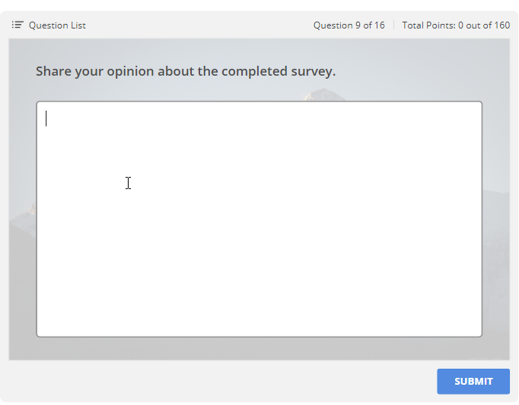 Question List
Question 9 of 16
Total Points: 0 out of 160
Share your opinion about the completed survey.
SUBMIT